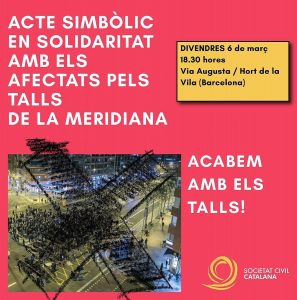 ACTE SIMBÒLIC
EN SOLIDARITAT
AMB ELS
AFECTATS PELS
TALLS
DE LA MERIDIANA
DIVENDRES 6 de març
18.30 hores
Via Augusta / Hort de la
Vila (Barcelona)
ACABEM
AMB ELS
TALLS!
SOCIETAT CIVIL
CATALANA